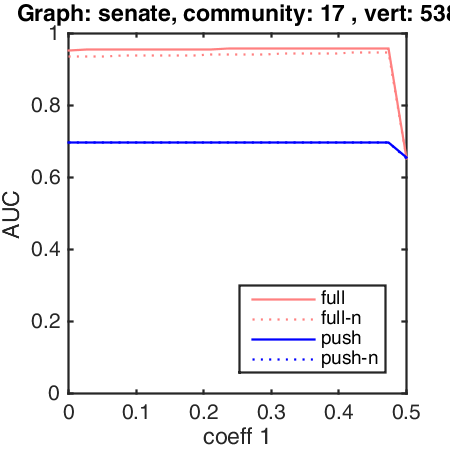 Graph: senate, community: 17 , vert: 538
1
0.8
0.6
0.4
0.2
0
AUC
full
full-n
push
push-n
0 0.1 0.2 0.3 0.4 0.5
coeff 1